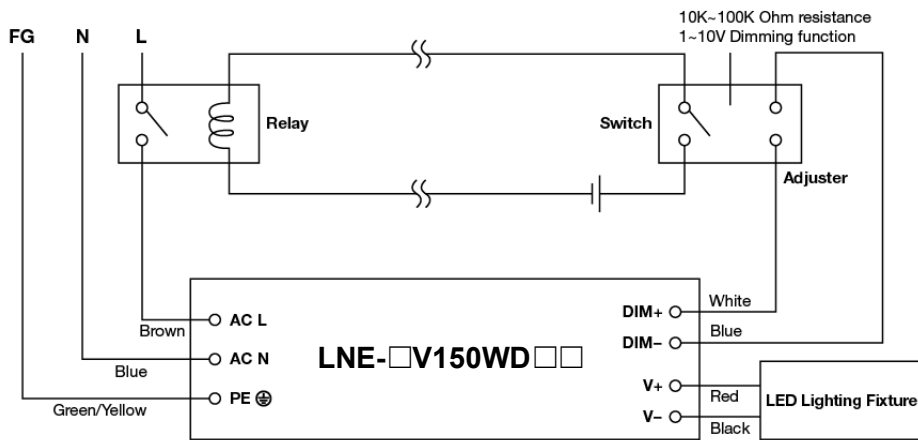 10K~100K Ohm resistance
1~10V Dimming function
FG N L
Relay
Switch
Adjuster
Brown
AC L
Blue
AC N
Green/Yellow
PE
LNE-□V150WD□□
DIM+
White
DIM−
Blue
V+
Red
V−
Black
LED Lighting Fixture